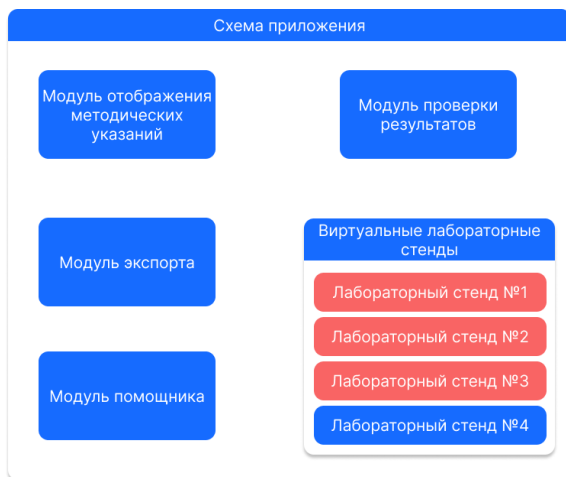 Схема приложения
Модуль отображения
методических
указаний
Модуль проверки
результатов
Модуль экспорта
Виртуальные лабораторные
стенды
Лабораторный стенд №1
Лабораторный стенд №2
Лабораторный стенд №3
Лабораторный стенд №4
Модуль помощника